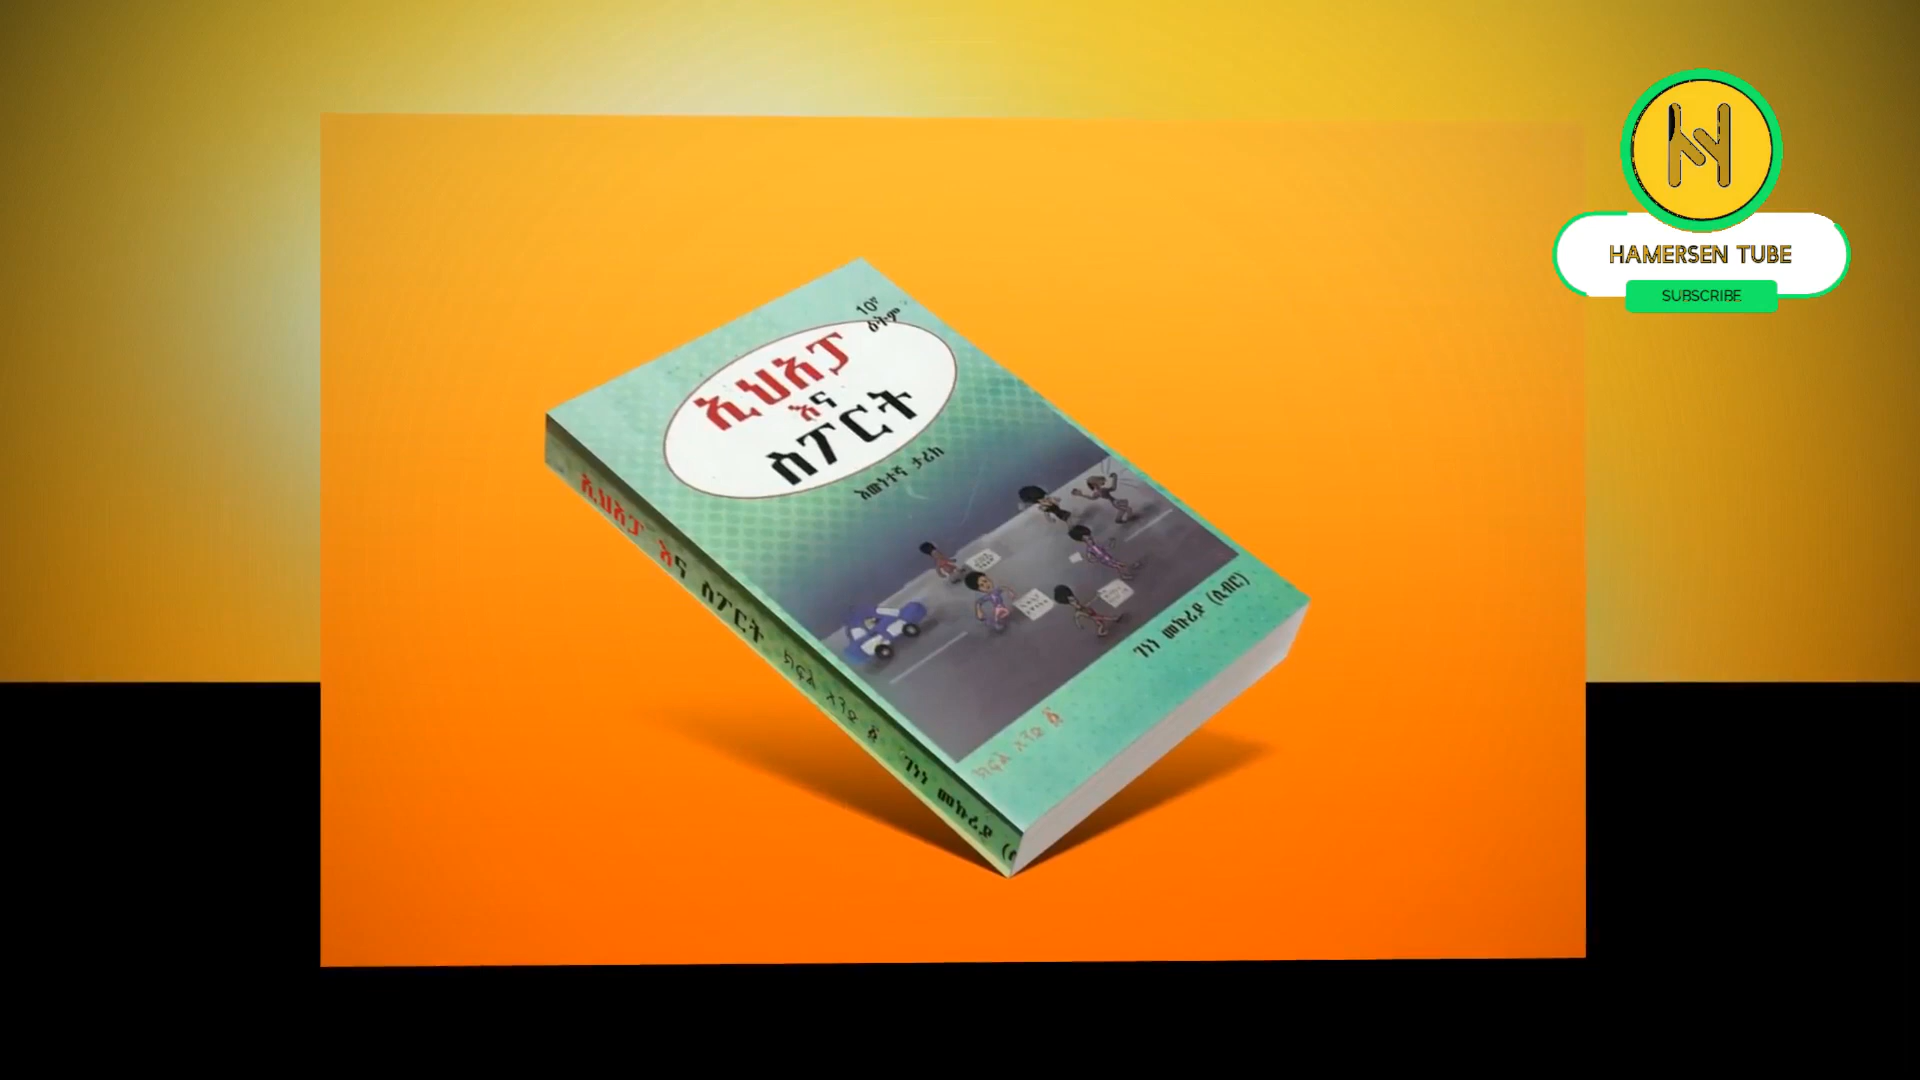 10ኛ
ዕትም
ኢህአፓ
እና
ስፖርት
እውነተኛ ታሪክ
ገነነ መኩሪያ (ሊብሮ)
ክፍል አንድ ፩
ኢህአፓ እና ስፖርት ክፍል አንድ ፩ ገነነ መኩሪያ
HAMERSEN TUBE
SUBSCRIBE